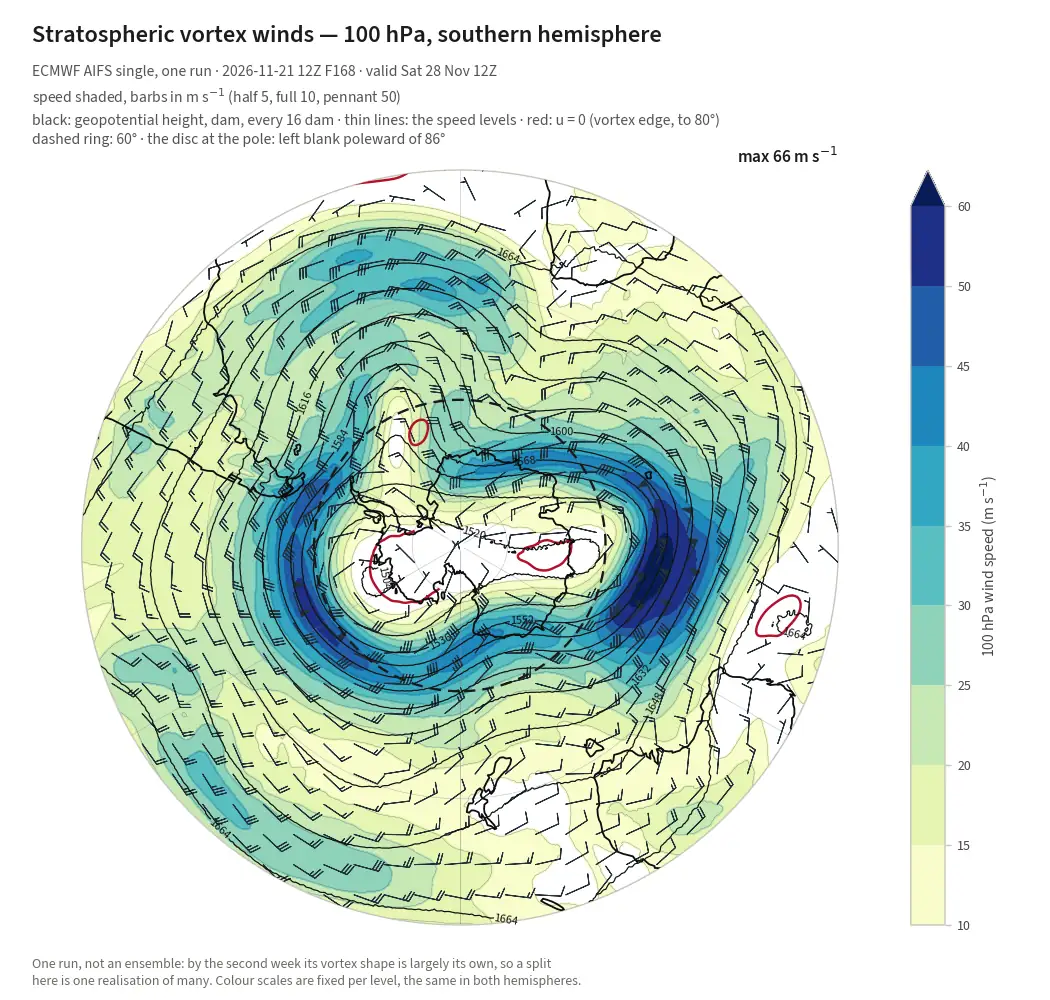 Stratospheric vortex winds — 100 hPa, southern hemisphere
ECMWF AIFS single, one run · 2026-11-21 12Z F168 · valid Sat 28 Nov 12Z
speed shaded, barbs in m s⁻¹ (half 5, full 10, pennant 50)
black: geopotential height, dam, every 16 dam · thin lines: the speed levels · red: u = 0 (vortex edge, to 80°)
dashed ring: 60° · the disc at the pole: left blank poleward of 86°
max 66 m s⁻¹
60
50
45
40
35
30
25
20
15
10
100 hPa wind speed (m s⁻¹)
1664
1616
1584
1600
1568
1520
1504
1552
1536
1664
1632
1648
1664
1664
One run, not an ensemble: by the second week its vortex shape is largely its own, so a split
here is one realisation of many. Colour scales are fixed per level, the same in both hemispheres.